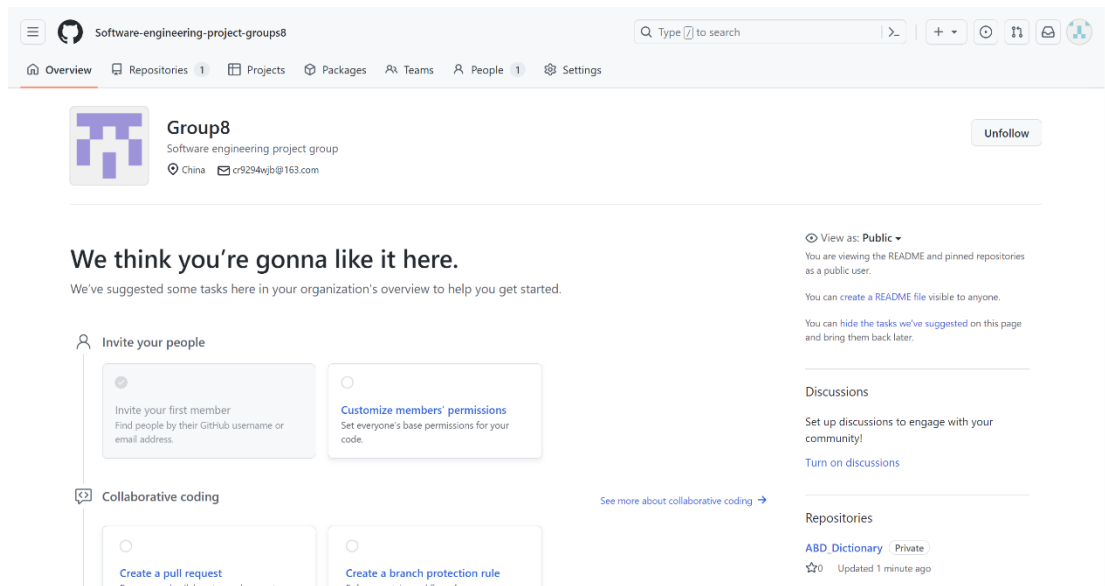 Software-engineering-project-groups8
Type / to search
Overview
Repositories 1
Projects
Packages
Teams
People 1
Settings
Group8
Software engineering project group
China cr9294wjb@163.com
Unfollow
We think you're gonna like it here.
We've suggested some tasks here in your organization's overview to help you get started.
Invite your people
Invite your first member
Find people by their GitHub username or
email address.
Customize members' permissions
Set everyone's base permissions for your
code.
Collaborative coding
See more about collaborative coding →
Create a pull request
Create a branch protection rule
View as: Public
You are viewing the README and pinned repositories
as a public user.
You can create a README file visible to anyone.
You can hide the tasks we've suggested on this page
and bring them back later.
Discussions
Set up discussions to engage with your
community!
Turn on discussions
Repositories
ABD_Dictionary Private
0 Updated 1 minute ago